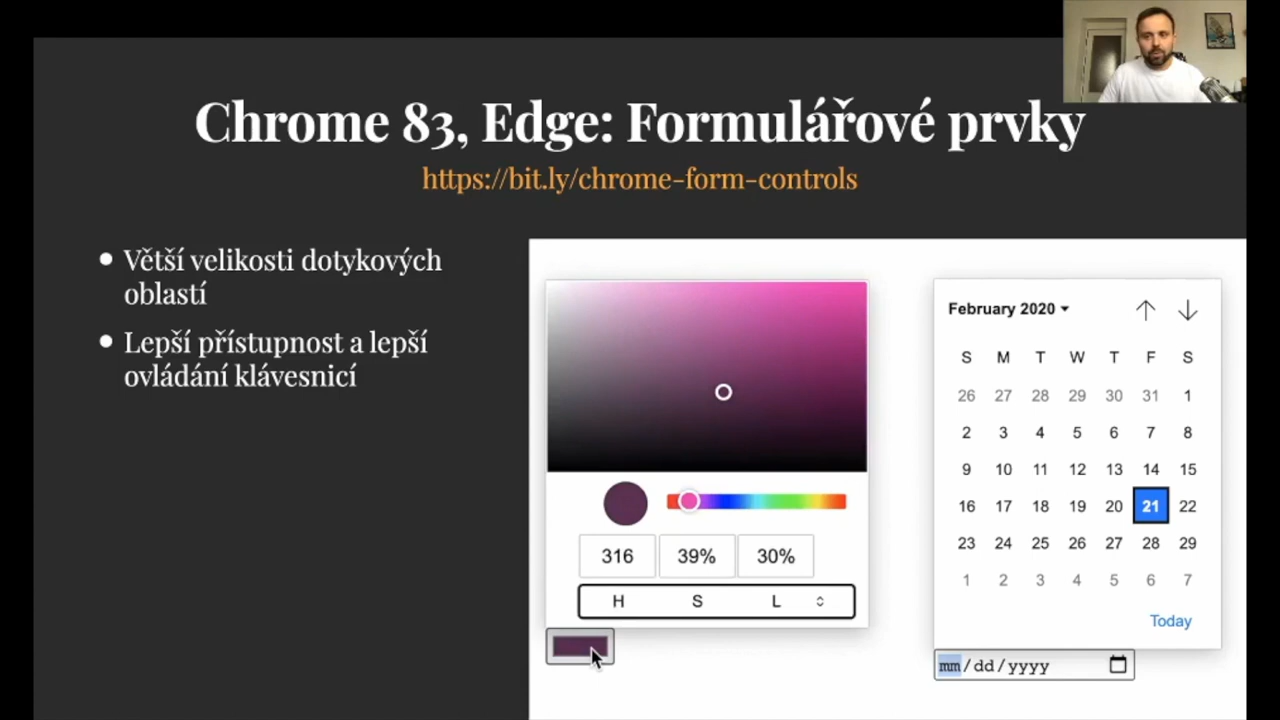 Chrome 83, Edge: Formulářové prvky
https://bit.ly/chrome-form-controls
• Větší velikosti dotykových
oblastí
• Lepší přístupnost a lepší
ovládání klávesnicí
316 39% 30%
H S L
February 2020
S M T W T F S
26 27 28 29 30 31 1
2 3 4 5 6 7 8
9 10 11 12 13 14 15
16 17 18 19 20 21 22
23 24 25 26 27 28 29
1 2 3 4 5 6 7
Today
mm/dd/yyyy